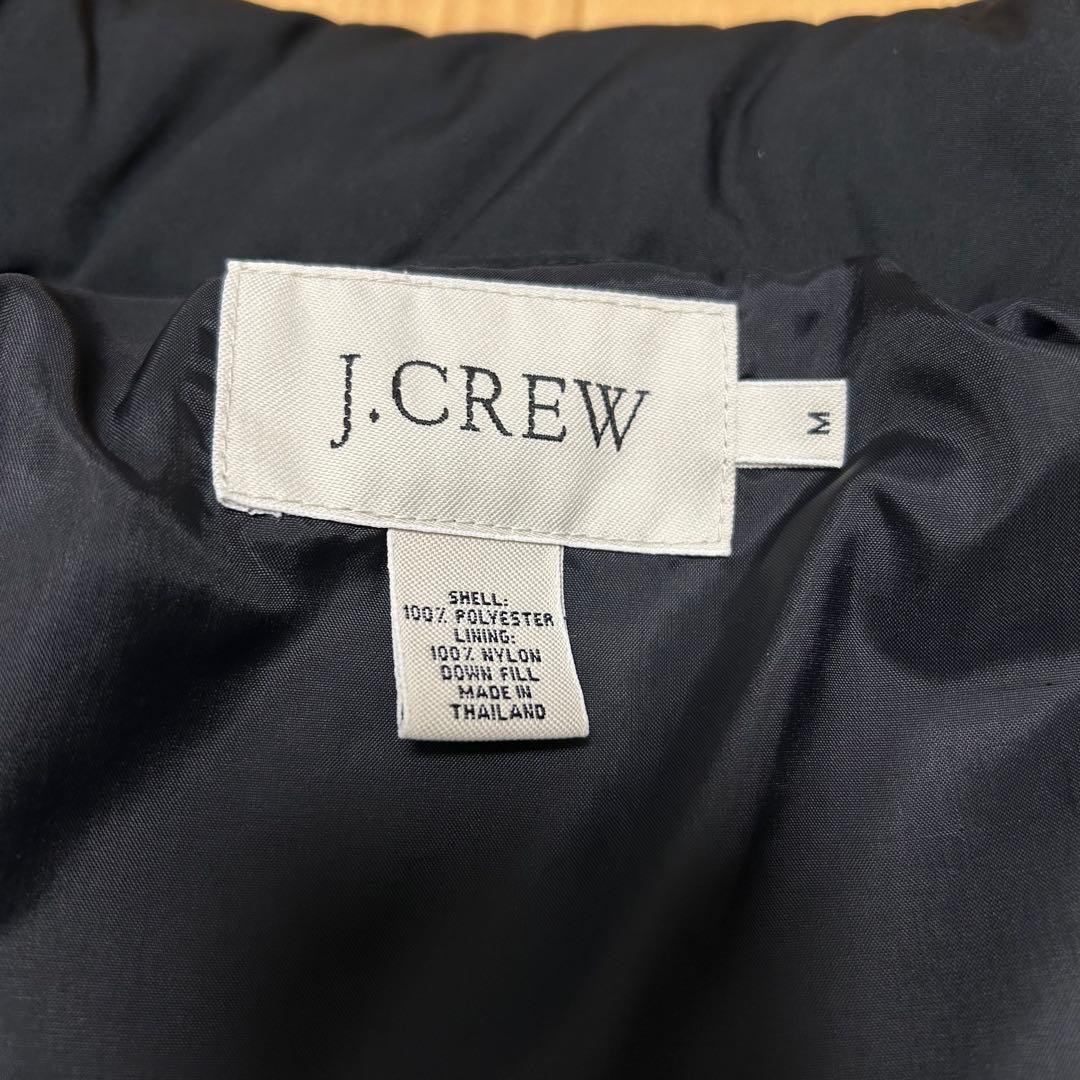 J.CREW
M
SHELL:
100% POLYESTER
LINING:
100% NYLON
DOWN FILL
MADE IN
THAILAND